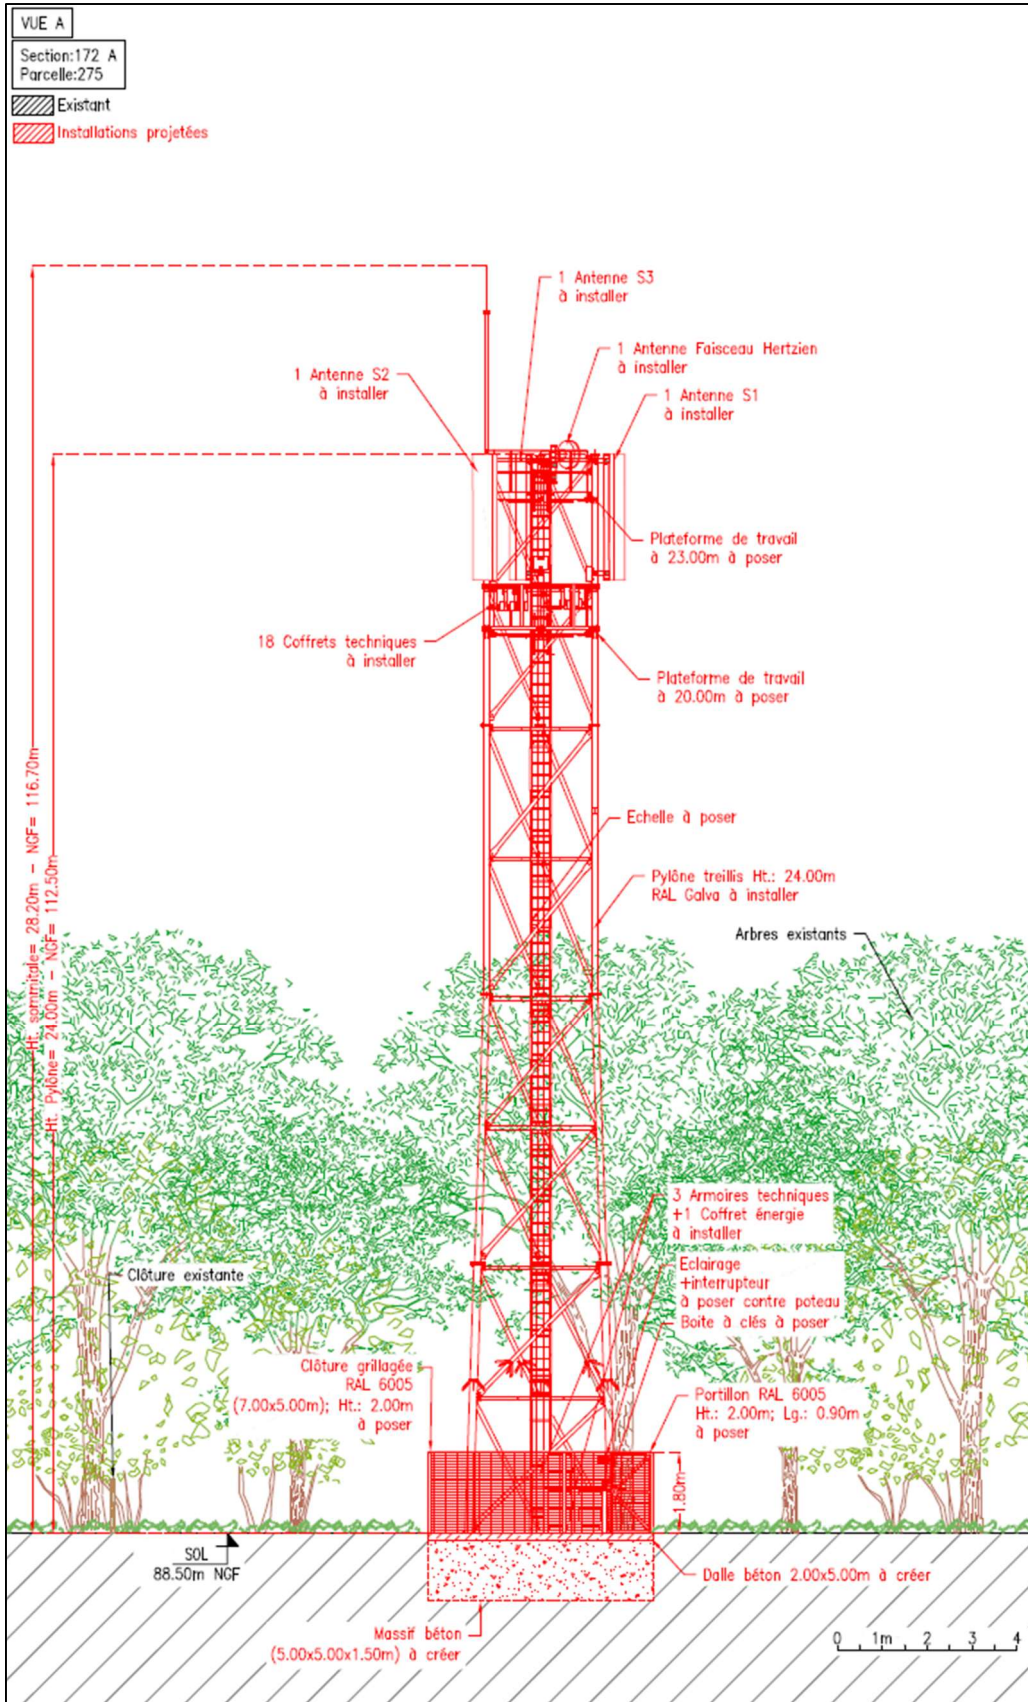 VUE A
Section:172 A
Parcelle:275
Existant
Installations projetées
1 Antenne S3
à installer
1 Antenne Faisceau Hertzien
à installer
1 Antenne S2
à installer
1 Antenne S1
à installer
Plateforme de travail
à 23.00m à poser
18 Coffrets techniques
à installer
Plateforme de travail
à 20.00m à poser
Ht. sommitale= 28.20m - NGF= 116.70m
Ht. Pylône= 24.00m - NGF= 112.50m
Echelle à poser
Pylône treillis Ht.: 24.00m
RAL Galva à installer
Arbres existants
3 Armoires techniques
+1 Coffret énergie
à installer
Clôture existante
Eclairage
+interrupteur
à poser contre poteau
Boite à clés à poser
Clôture grillagée
RAL 6005
(7.00x5.00m); Ht.: 2.00m
à poser
Portillon RAL 6005
Ht.: 2.00m; Lg.: 0.90m
à poser
1.80m
SOL
88.50m NGF
Dalle béton 2.00x5.00m à créer
Massif béton
(5.00x5.00x1.50m) à créer
0 1m 2 3 4